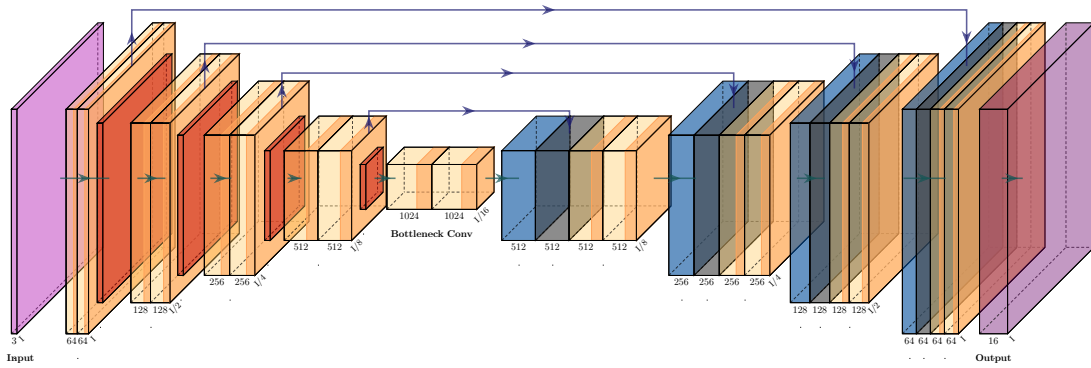 1024 1024 1/16
Bottleneck Conv
512 512 1/8
512 512 512 512 1/8
256 256 1/4
256 256 256 256 1/4
128 128 1/2
128 128 128 128 1/2
3 1
64 64 1
64 64 64 64 1
16 1
Input
Output